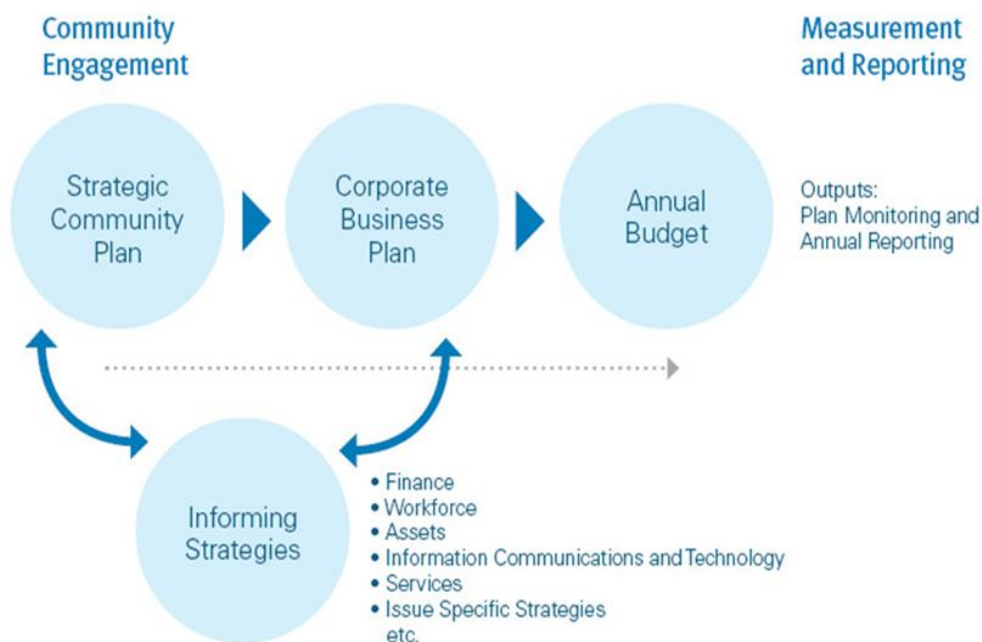 Community
Engagement
Measurement
and Reporting
Strategic
Community
Plan
Corporate
Business
Plan
Annual
Budget
Outputs:
Plan Monitoring and
Annual Reporting
Informing
Strategies
• Finance
• Workforce
• Assets
• Information Communications and Technology
• Services
• Issue Specific Strategies
etc.